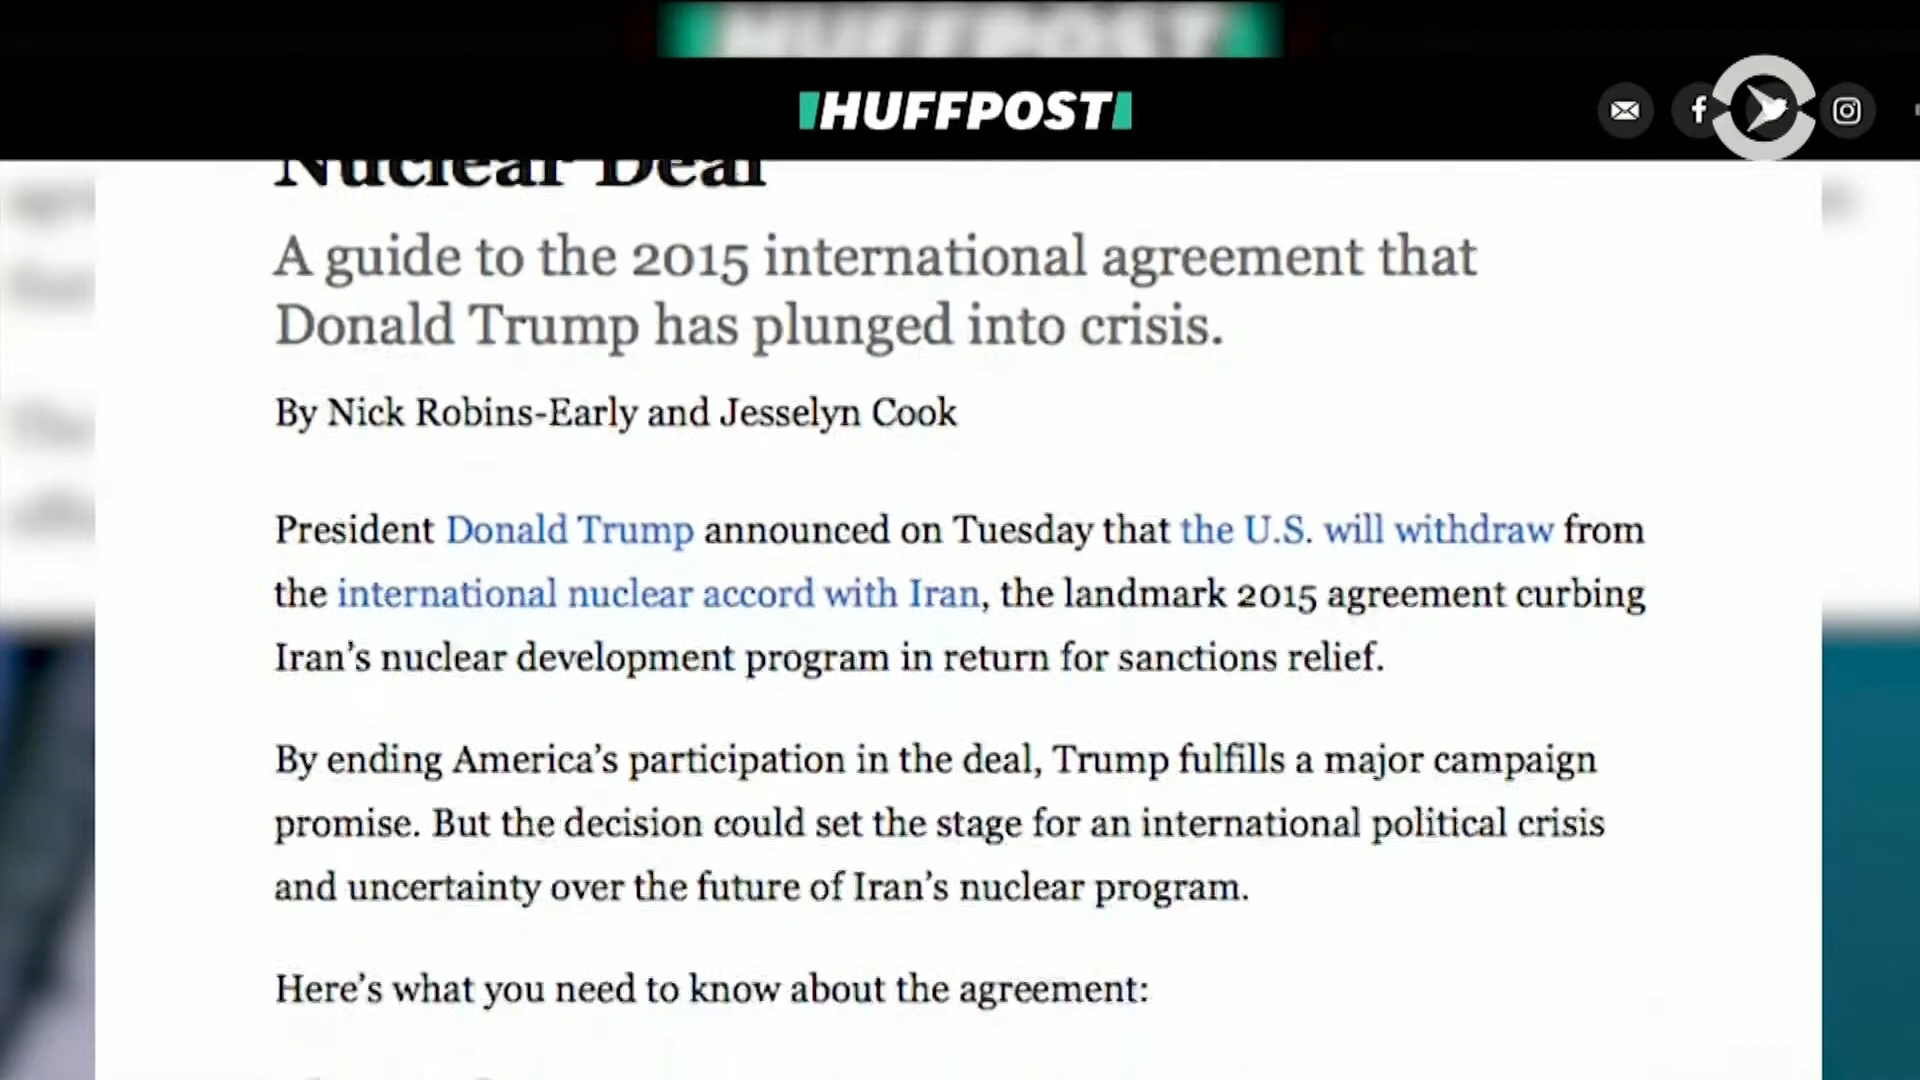 HUFFPOST
HUFFPOST
Nuclear Deal
A guide to the 2015 international agreement that
Donald Trump has plunged into crisis.
By Nick Robins-Early and Jesselyn Cook
President Donald Trump announced on Tuesday that the U.S. will withdraw from
the international nuclear accord with Iran, the landmark 2015 agreement curbing
Iran’s nuclear development program in return for sanctions relief.
By ending America’s participation in the deal, Trump fulfills a major campaign
promise. But the decision could set the stage for an international political crisis
and uncertainty over the future of Iran’s nuclear program.
Here’s what you need to know about the agreement: